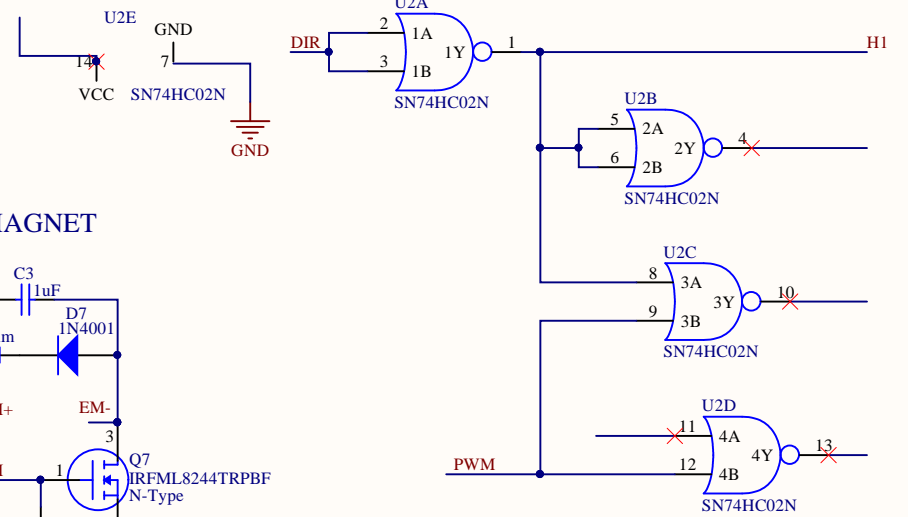 U2E
GND
14
7
VCC
SN74HC02N
GND
U2A
DIR
2
1A
3
1B
1Y
1
H1
SN74HC02N
U2B
5
2A
6
2B
2Y
4
SN74HC02N
U2C
8
3A
9
3B
3Y
10
SN74HC02N
U2D
11
4A
12
4B
4Y
13
PWM
SN74HC02N
IAGNET
C3
1uF
D7
1N4001
m
I+
EM-
3
1
Q7
IRFML8244TRPBF
N-Type